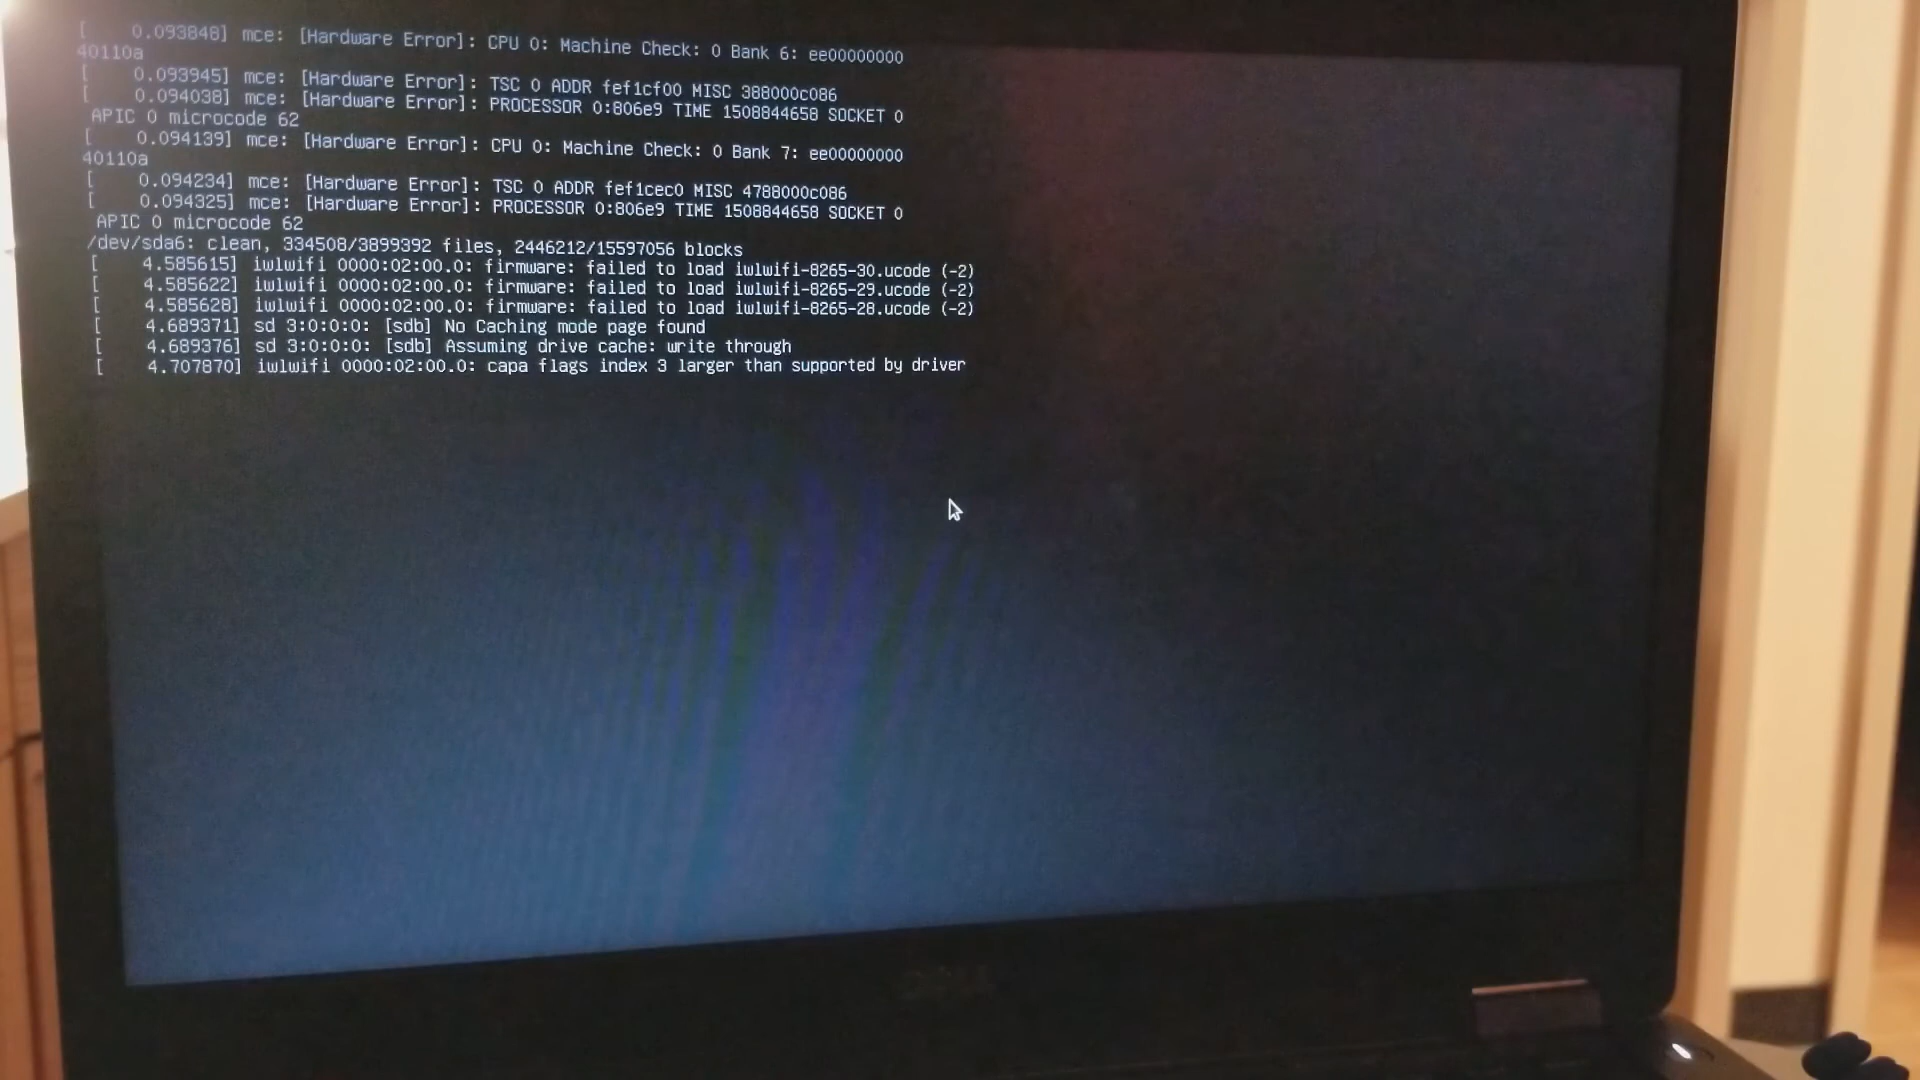 [    0.093848] mce: [Hardware Error]: CPU 0: Machine Check: 0 Bank 6: ee00000000
40110a
[    0.093945] mce: [Hardware Error]: TSC 0 ADDR fef1cf00 MISC 388000c086
[    0.094038] mce: [Hardware Error]: PROCESSOR 0:806e9 TIME 1508844658 SOCKET 0
APIC 0 microcode 62
[    0.094139] mce: [Hardware Error]: CPU 0: Machine Check: 0 Bank 7: ee00000000
40110a
[    0.094234] mce: [Hardware Error]: TSC 0 ADDR fef1cec0 MISC 4788000c086
[    0.094325] mce: [Hardware Error]: PROCESSOR 0:806e9 TIME 1508844658 SOCKET 0
APIC 0 microcode 62
/dev/sda6: clean, 334508/3899392 files, 2446212/15597056 blocks
[    4.585615] iwlwifi 0000:02:00.0: firmware: failed to load iwlwifi-8265-30.ucode (-2)
[    4.585622] iwlwifi 0000:02:00.0: firmware: failed to load iwlwifi-8265-29.ucode (-2)
[    4.585628] iwlwifi 0000:02:00.0: firmware: failed to load iwlwifi-8265-28.ucode (-2)
[    4.689371] sd 3:0:0:0: [sdb] No Caching mode page found
[    4.689376] sd 3:0:0:0: [sdb] Assuming drive cache: write through
[    4.707870] iwlwifi 0000:02:00.0: capa flags index 3 larger than supported by driver
DELL